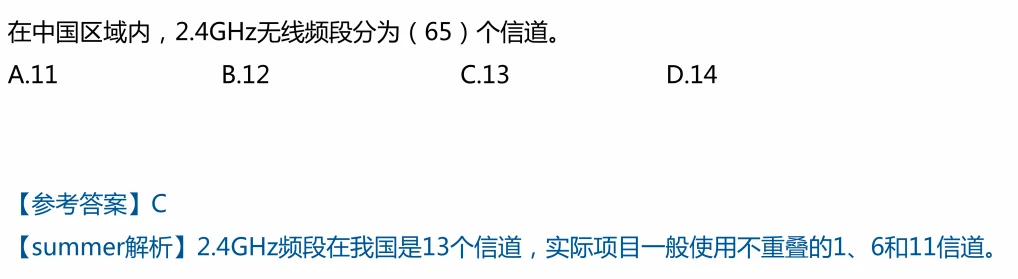 在中国区域内，2.4GHz无线频段分为（65）个信道。
A.11 B.12 C.13 D.14
【参考答案】C
【summer解析】2.4GHz频段在我国是13个信道，实际项目一般使用不重叠的1、6和11信道。